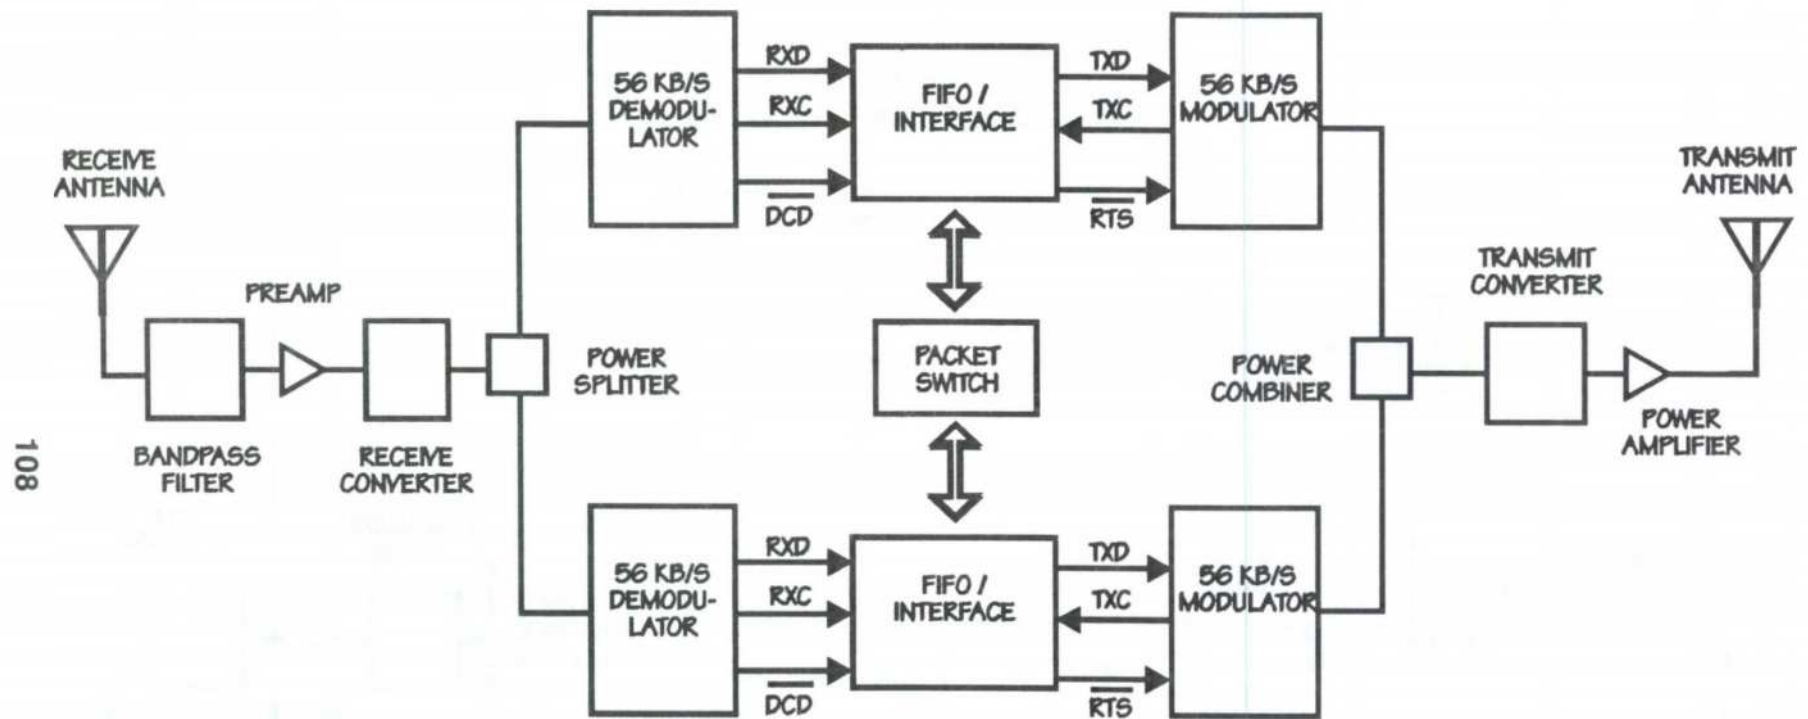 RXD
56 KB/S
DEMODU-
LATOR
RXC
DCD
FIFO /
INTERFACE
TXD
TXC
RTS
56 KB/S
MODULATOR
RECEIVE
ANTENNA
TRANSMIT
ANTENNA
PREAMP
TRANSMIT
CONVERTER
POWER
SPLITTER
PACKET
SWITCH
POWER
COMBINER
BANDPASS
FILTER
RECEIVE
CONVERTER
POWER
AMPLIFIER
108
56 KB/S
DEMODU-
LATOR
RXD
RXC
DCD
FIFO /
INTERFACE
TXD
TXC
RTS
56 KB/S
MODULATOR